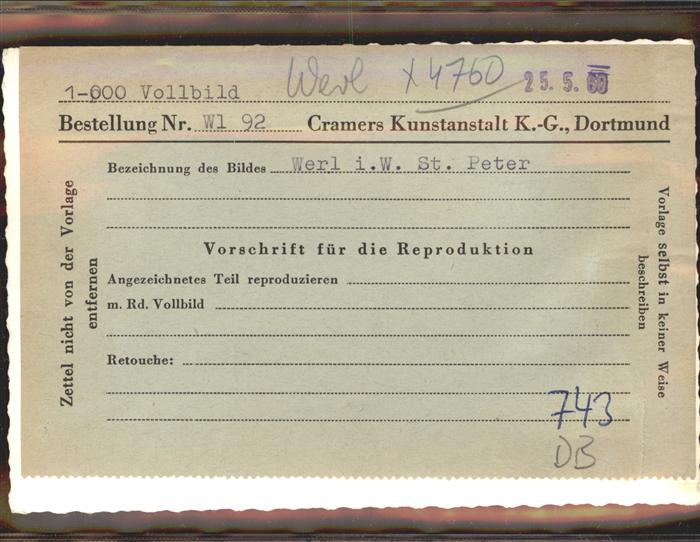 Werl X 4760 25. 5. 60
1-000 Vollbild
Bestellung Nr. Wl 92 Cramers Kunstanstalt K.-G., Dortmund
Bezeichnung des Bildes Werl i.W. St. Peter
Vorschrift für die Reproduktion
Angezeichnetes Teil reproduzieren
m. Rd. Vollbild
Retouche:
743
DB
Zettel nicht von der Vorlage
entfernen
Vorlage selbst in keiner Weise
beschreiben